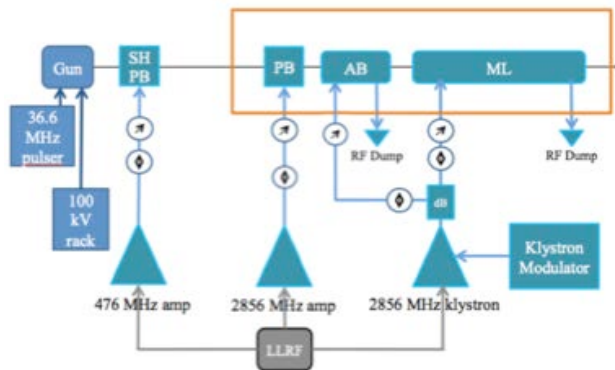 Gun
SH
PB
PB
AB
ML
36.6
MHz
pulser
RF Dump
RF Dump
100
kV
rack
dB
Klystron
Modulator
476 MHz amp
2856 MHz amp
2856 MHz klystron
LLRF